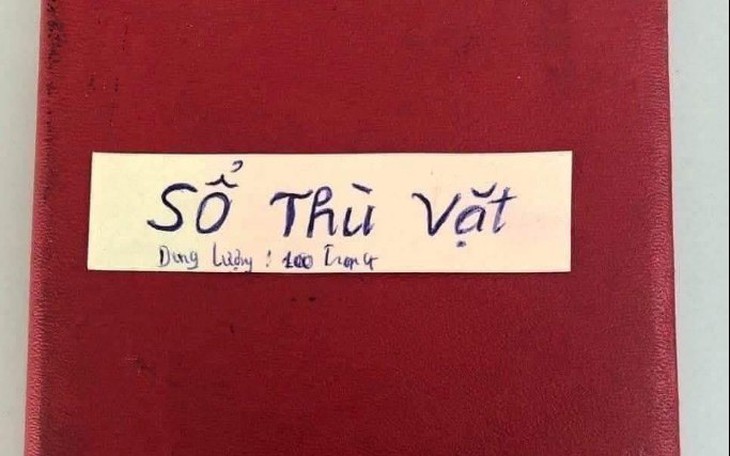 SỔ Thù Vặt
Dung Lượng : 100 Trang